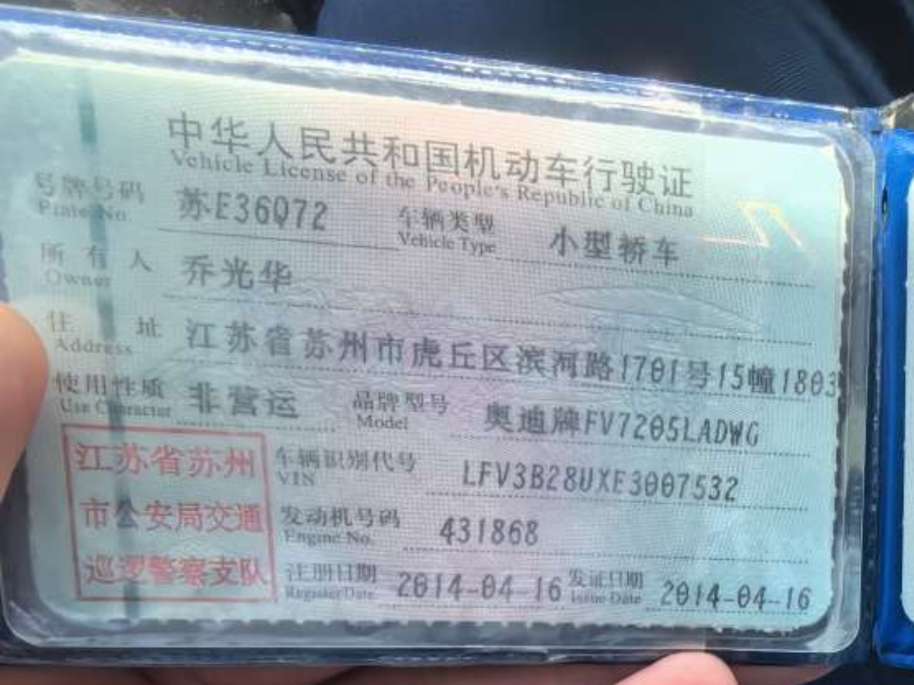 中华人民共和国机动车行驶证
Vehicle License of the People's Republic of China
号牌号码 苏E36Q72 车辆类型 小型轿车
Plate No. Vehicle Type
所有人 乔光华
Owner
住址 江苏省苏州市虎丘区滨河路1701号15幢1803
Address
使用性质 非营运 品牌型号 奥迪牌FV7205LADWG
Use Character Model
江苏省苏州 车辆识别代号 LFV3B28UXE3007532
VIN
市公安局交通 发动机号码 431868
Engine No.
巡逻警察支队 注册日期 2014-04-16 发证日期 2014-04-16
Register Date Issue Date